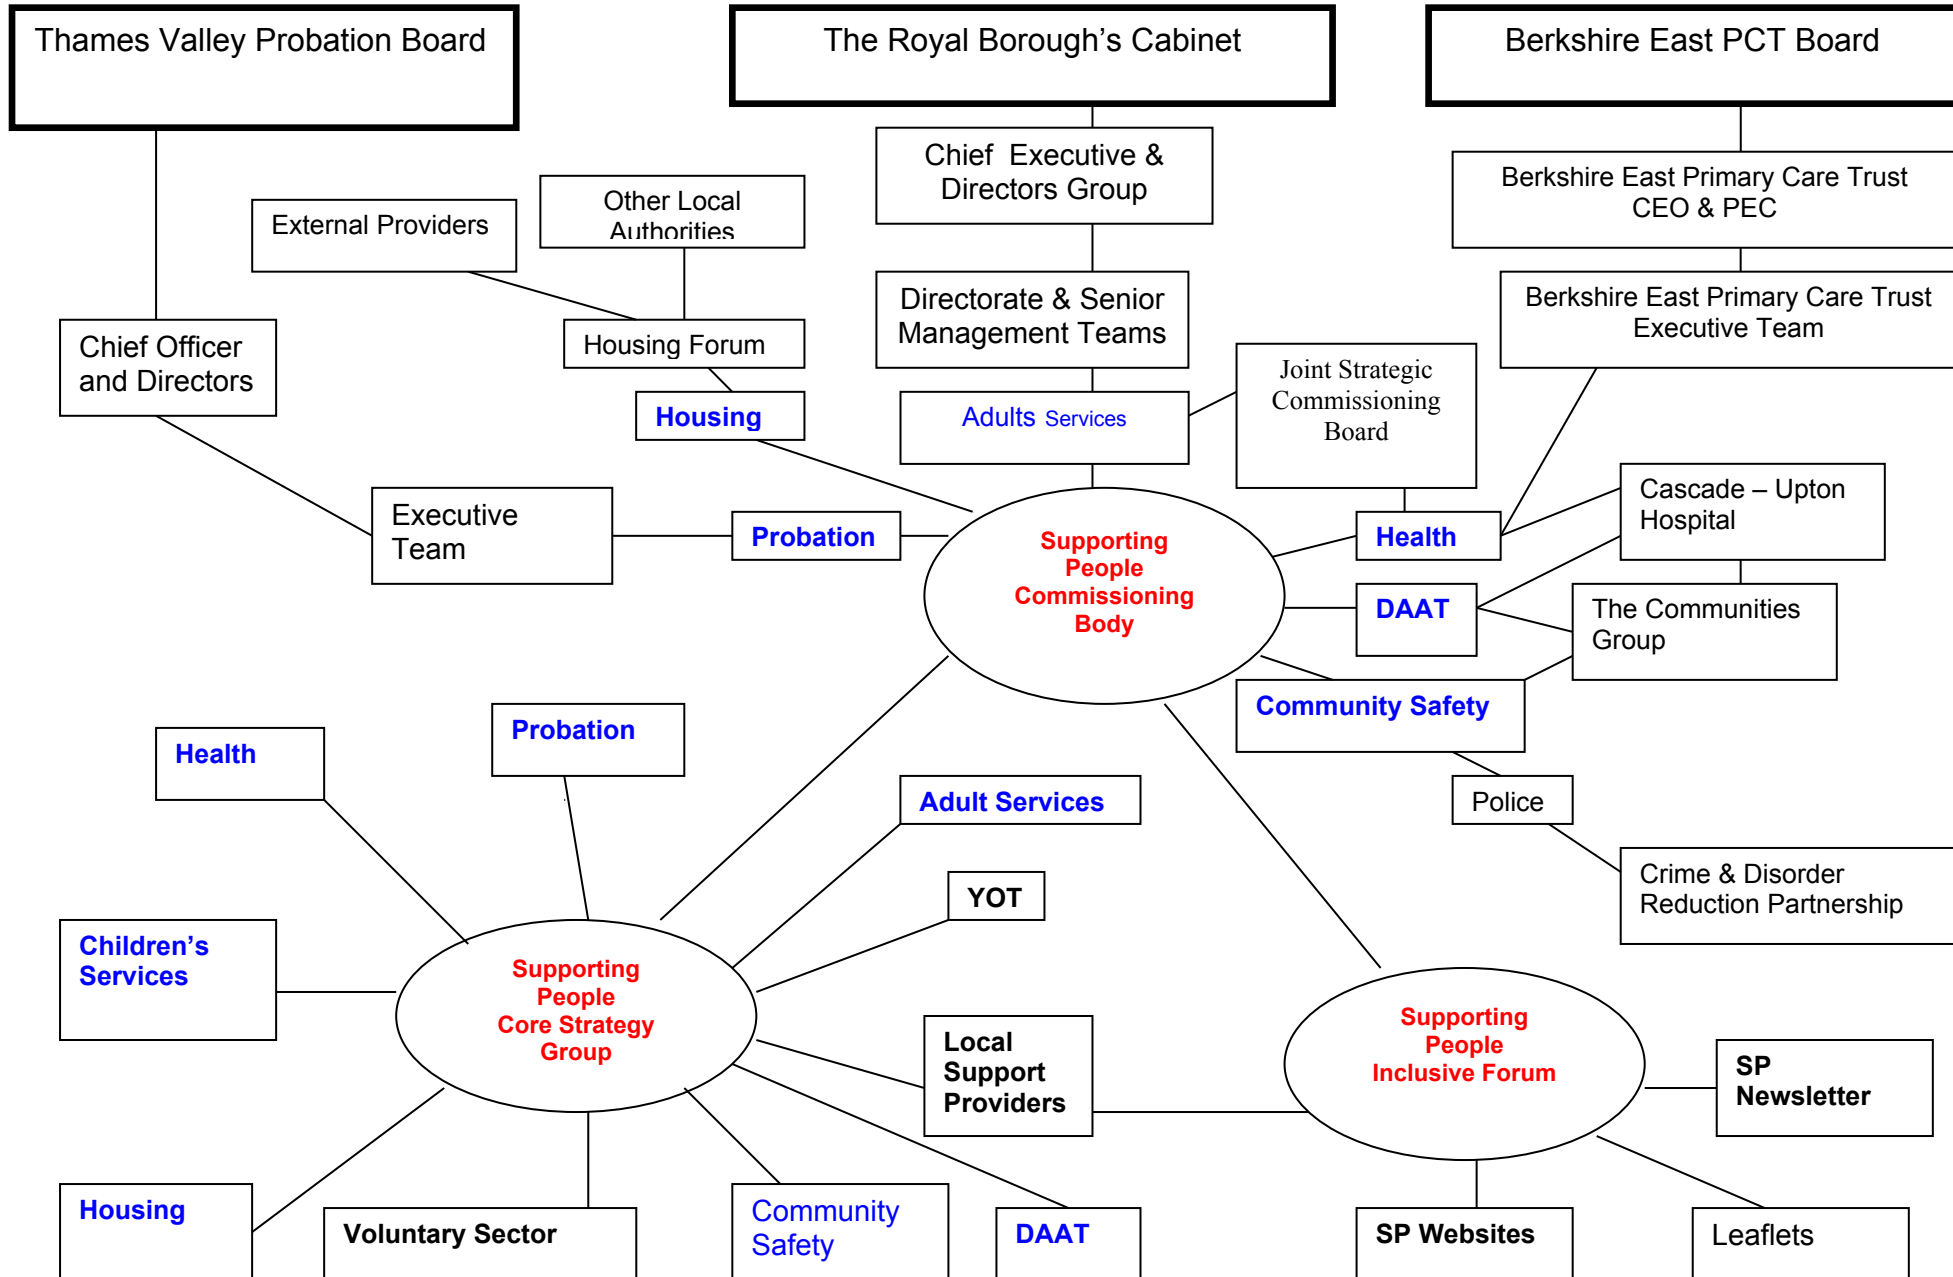 Thames Valley Probation Board
The Royal Borough's Cabinet
Berkshire East PCT Board
Chief Executive &
Directors Group
Berkshire East Primary Care Trust
CEO & PEC
Other Local
Authorities
External Providers
Directorate & Senior
Management Teams
Berkshire East Primary Care Trust
Executive Team
Chief Officer
and Directors
Housing Forum
Joint Strategic
Commissioning
Board
Housing
Adults Services
Executive
Team
Probation
Supporting
People
Commissioning
Body
Health
Cascade – Upton
Hospital
DAAT
The Communities
Group
Community Safety
Police
Crime & Disorder
Reduction Partnership
Health
Probation
Adult Services
YOT
Children's
Services
Supporting
People
Core Strategy
Group
Local
Support
Providers
Supporting
People
Inclusive Forum
SP
Newsletter
Housing
Voluntary Sector
Community
Safety
DAAT
SP Websites
Leaflets